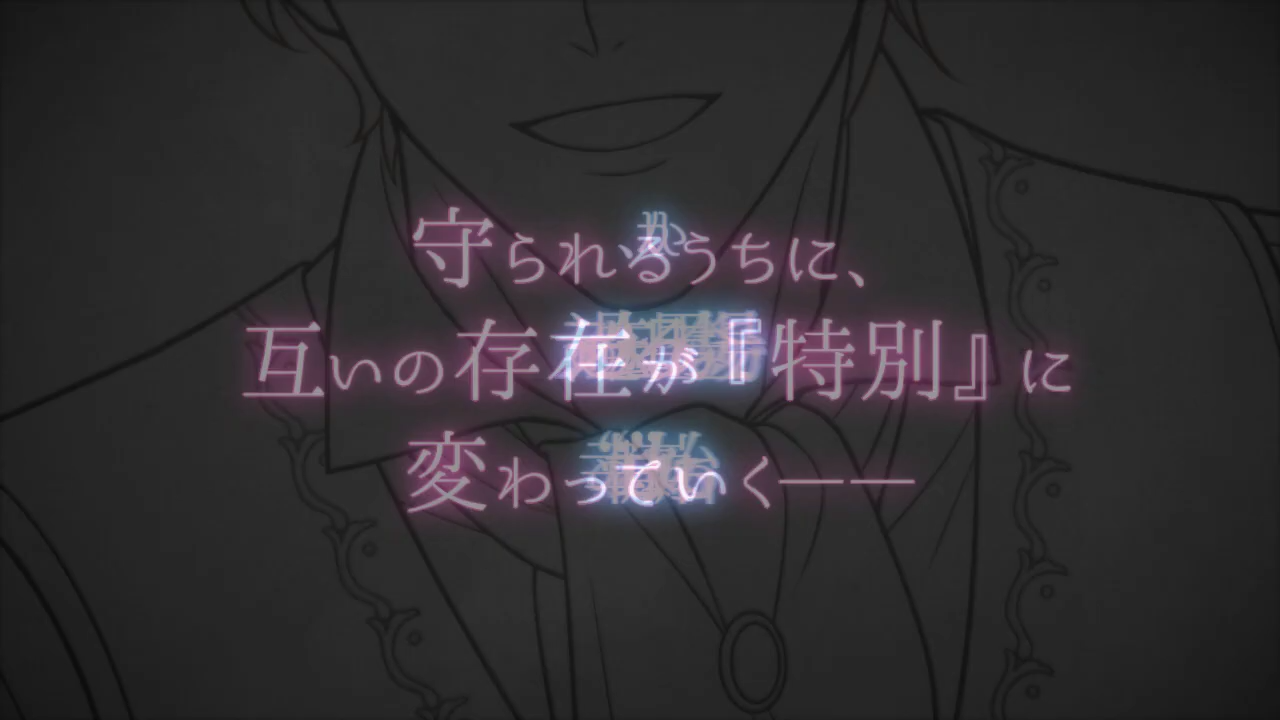 守られるうちに、
互いの存在が『特別』に
変わっていく――